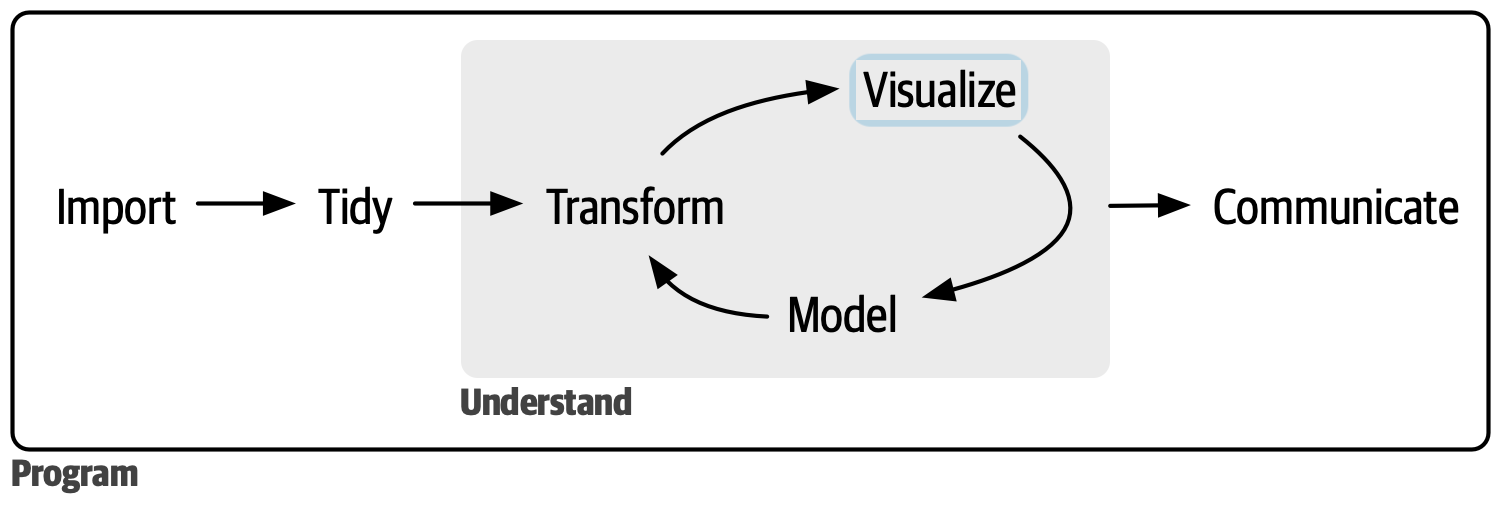 Visualize
Import
Tidy
Transform
Communicate
Model
Understand
Program